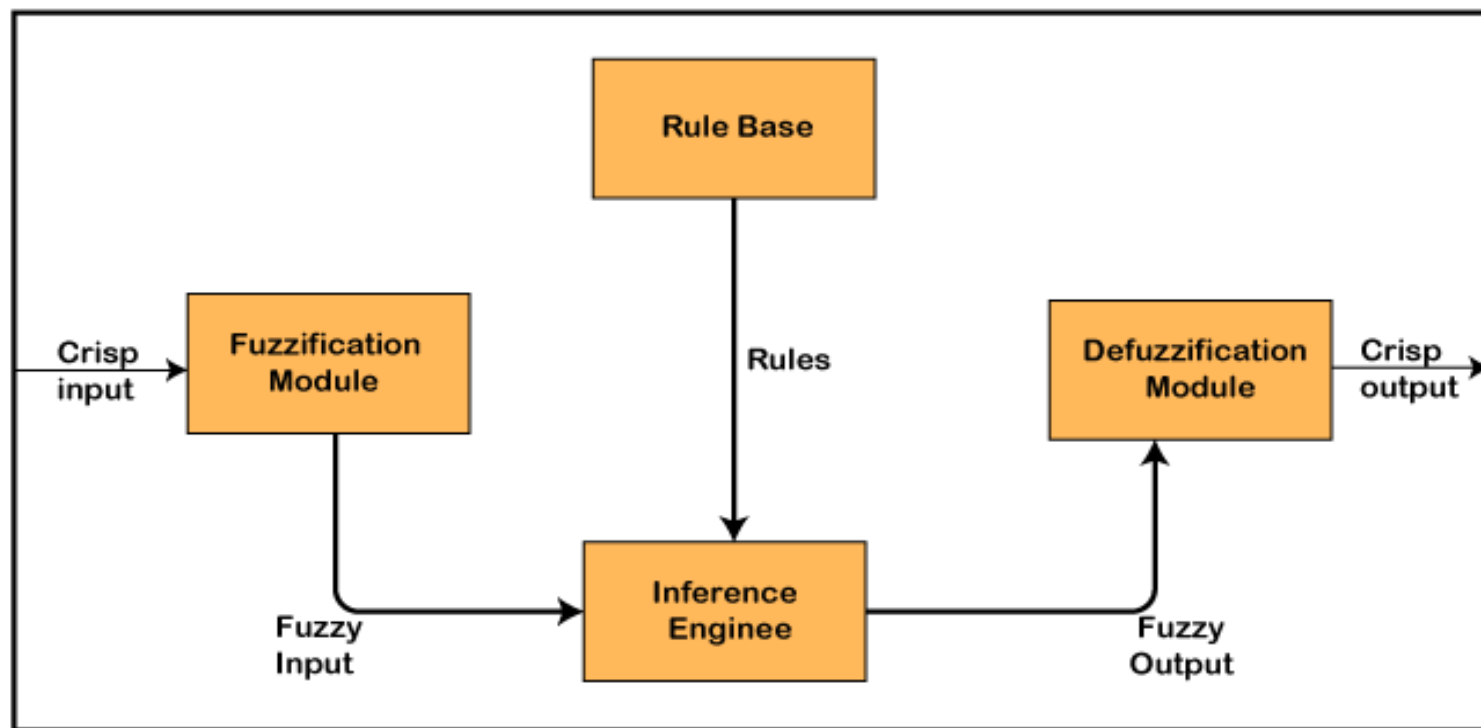 Rule Base
Crisp
input
Fuzzification
Module
Rules
Defuzzification
Module
Crisp
output
Inference
Enginee
Fuzzy
Input
Fuzzy
Output